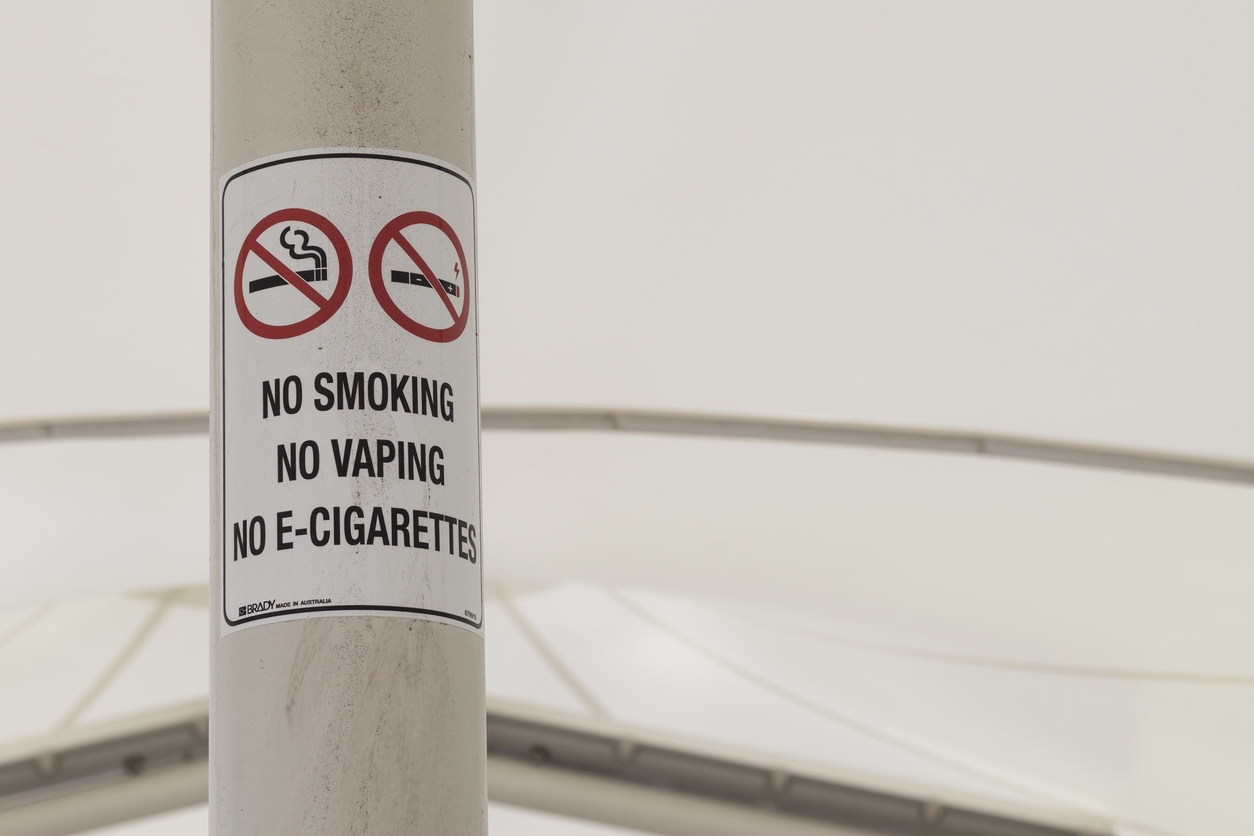 NO SMOKING
NO VAPING
NO E-CIGARETTES
BRADY MADE IN AUSTRALIA